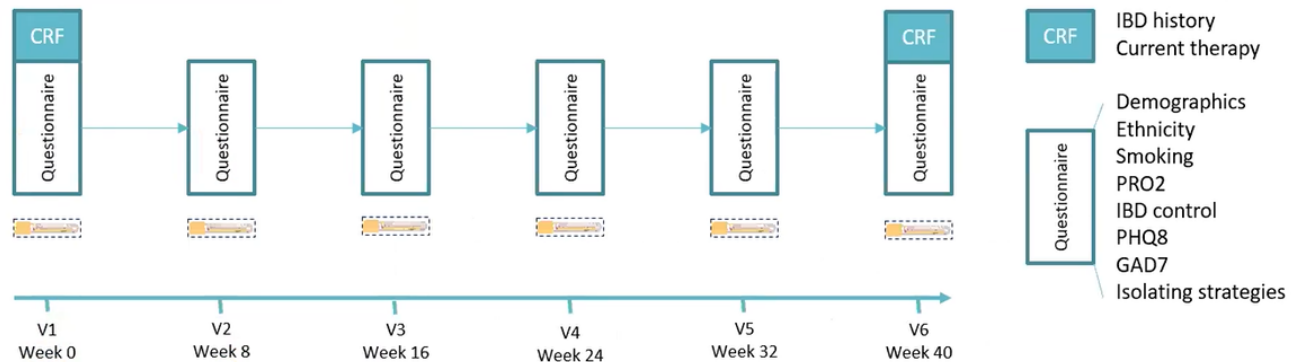 CRF
Questionnaire
Questionnaire
Questionnaire
Questionnaire
Questionnaire
CRF
Questionnaire
V1
Week 0
V2
Week 8
V3
Week 16
V4
Week 24
V5
Week 32
V6
Week 40
CRF
IBD history
Current therapy
Questionnaire
Demographics
Ethnicity
Smoking
PRO2
IBD control
PHQ8
GAD7
Isolating strategies